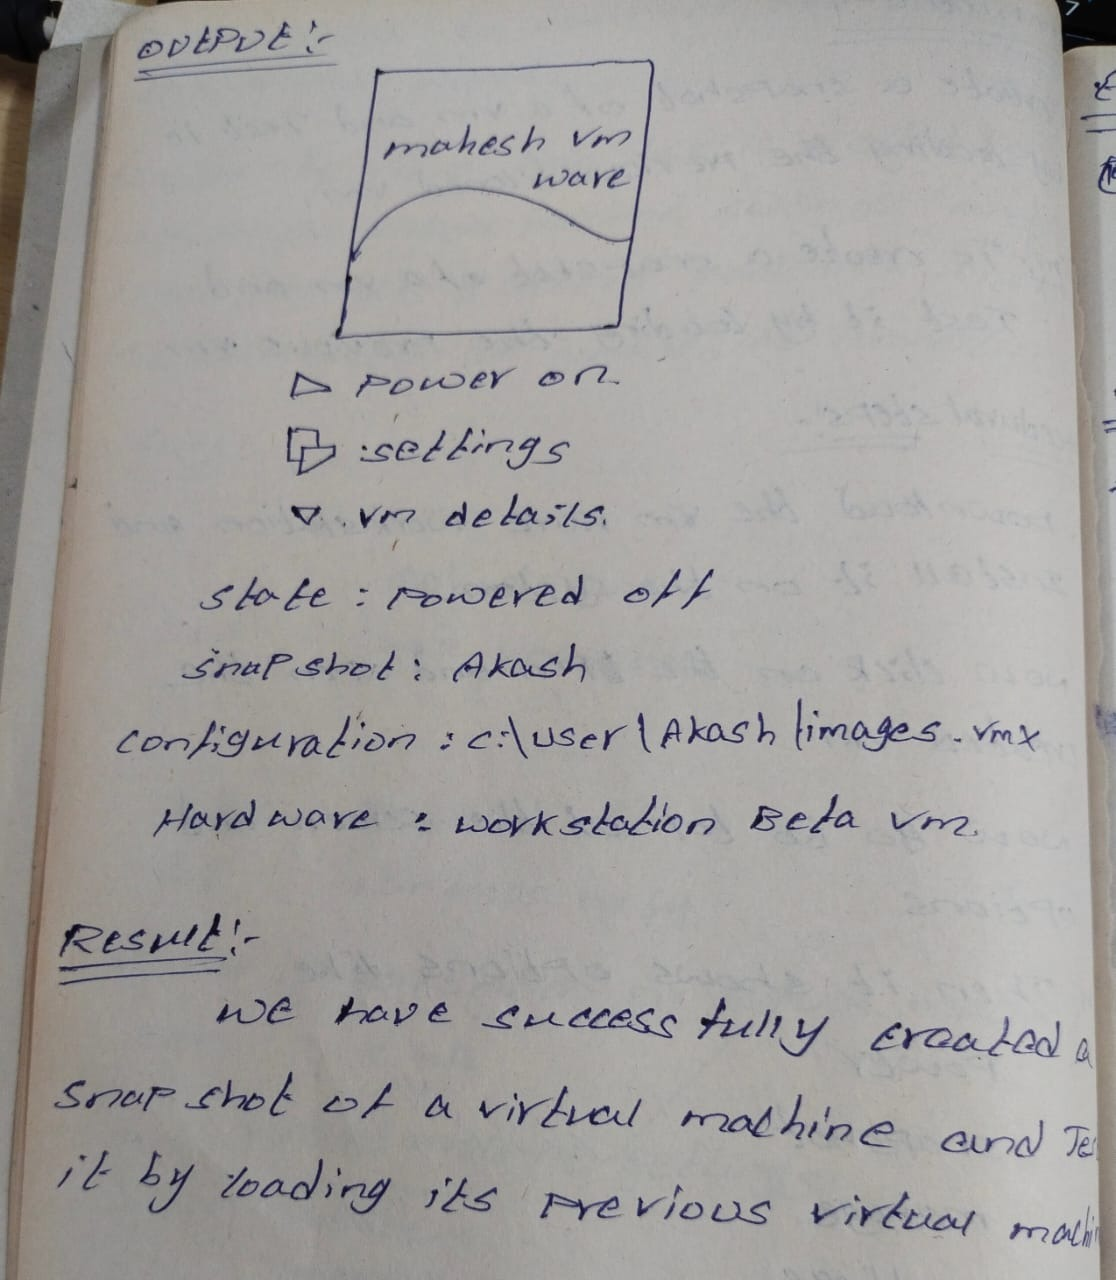 OUTPUT:-
mahesh vm
ware
power on.
:settings
vm details.
state : powered off
snapshot : Akash
configuration : c:\user\Akash\images.vmx
Hardware : workstation Beta vm.
Result:-
we have successfully created a
snapshot of a virtual machine and
it by loading its previous virtual